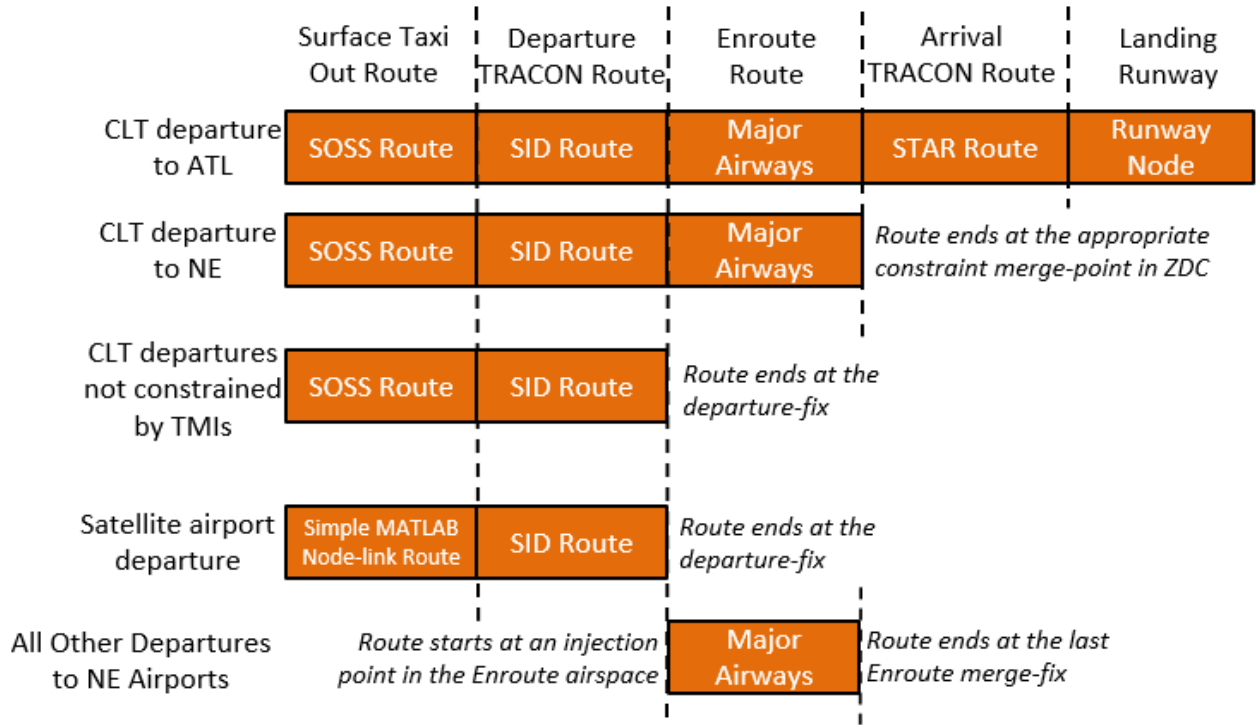 Surface Taxi
Out Route
Departure
TRACON Route
Enroute
Route
Arrival
TRACON Route
Landing
Runway
CLT departure
to ATL
SOSS Route
SID Route
Major
Airways
STAR Route
Runway
Node
CLT departure
to NE
SOSS Route
SID Route
Major
Airways
Route ends at the appropriate
constraint merge-point in ZDC
CLT departures
not constrained
by TMIs
SOSS Route
SID Route
Route ends at the
departure-fix
Satellite airport
departure
Simple MATLAB
Node-link Route
SID Route
Route ends at the
departure-fix
All Other Departures
to NE Airports
Route starts at an injection
point in the Enroute airspace
Major
Airways
Route ends at the last
Enroute merge-fix